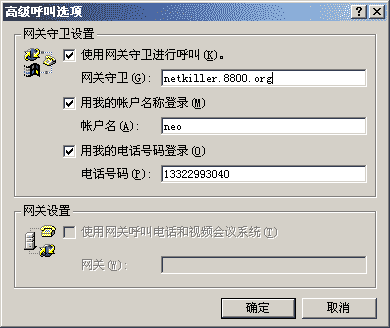 高级呼叫选项
网关守卫设置
使用网关守卫进行呼叫(K)。
网关守卫(G): netkiller.8800.org
用我的帐户名称登录(M)
帐户名(A): neo
用我的电话号码登录(O)
电话号码(P): 13322993040
网关设置
使用网关呼叫电话和视频会议系统(T)
网关(W):
确定 取消